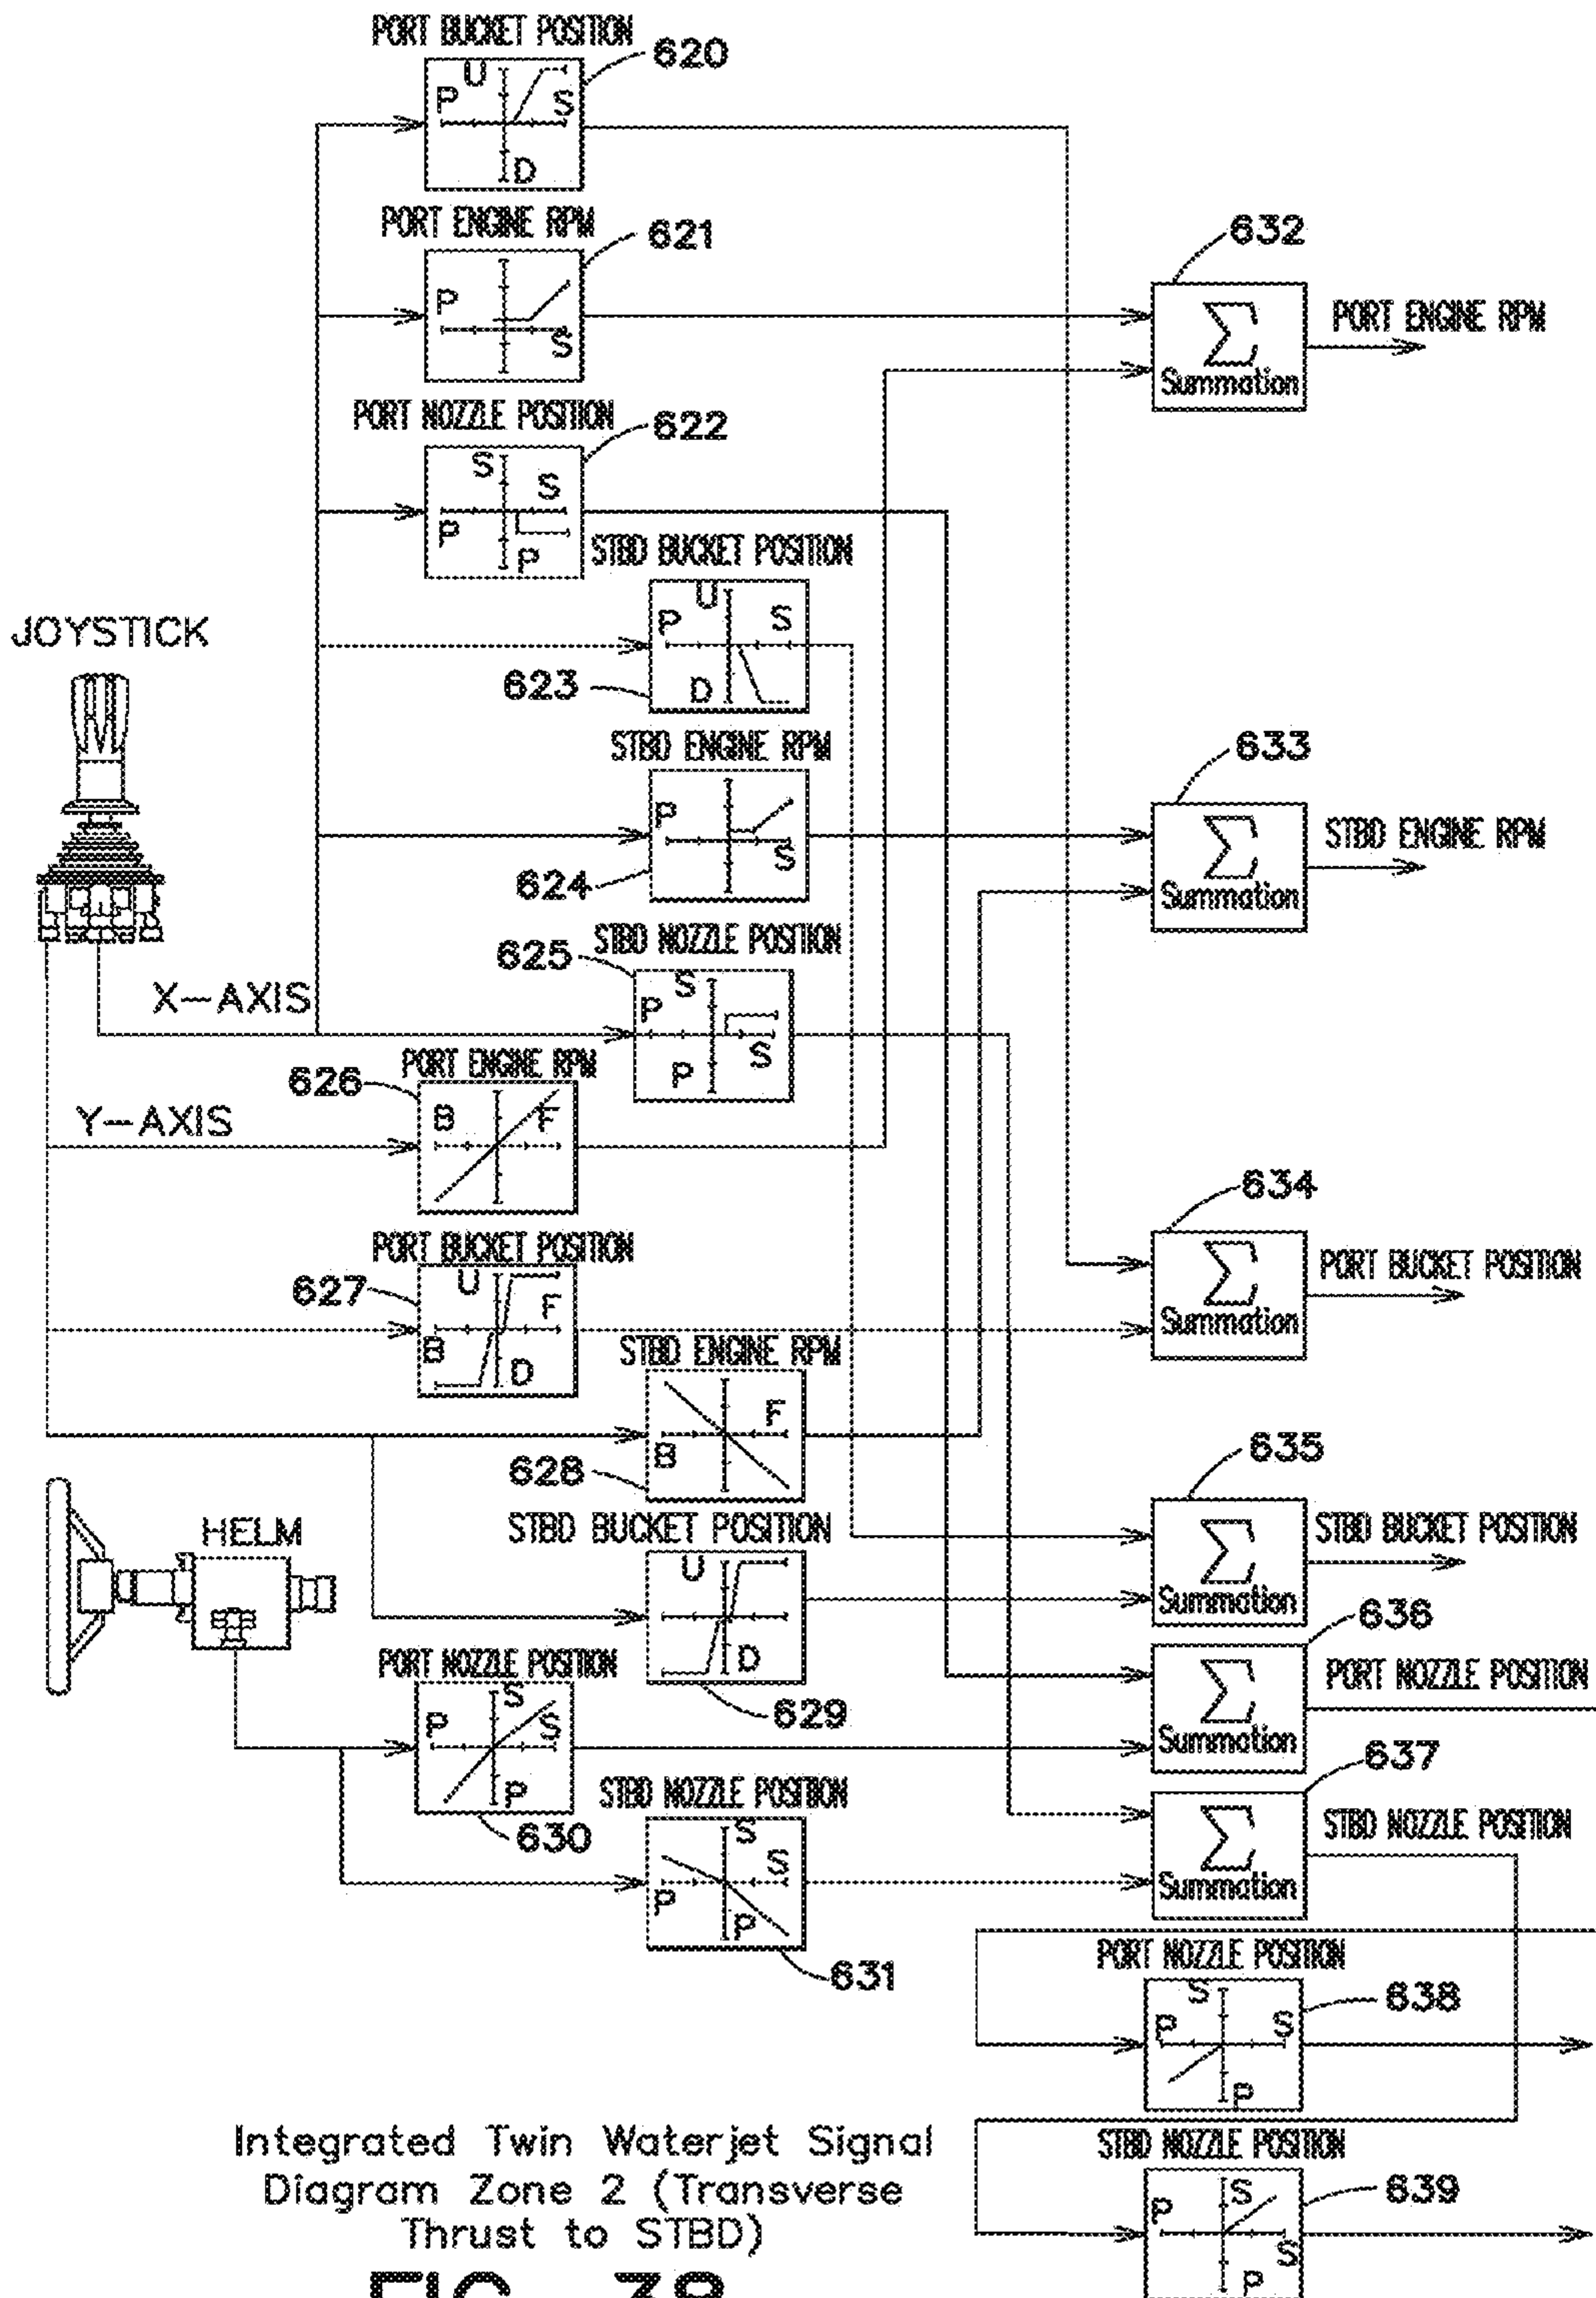 PORT BUCKET POSITION
620
U
P
S
D
PORT ENGINE RPM
621
P
S
632
Σ
Summation
PORT ENGINE RPM
PORT NOZZLE POSITION
622
S
S
P
P
STBD BUCKET POSITION
U
P
S
D
623
JOYSTICK
STBD ENGINE RPM
P
S
624
633
Σ
Summation
STBD ENGINE RPM
625
STBD NOZZLE POSITION
S
P
S
P
X-AXIS
PORT ENGINE RPM
626
B
F
Y-AXIS
634
Σ
Summation
PORT BUCKET POSITION
PORT BUCKET POSITION
627
U
F
B
D
STBD ENGINE RPM
F
B
628
635
Σ
Summation
STBD BUCKET POSITION
HELM
STBD BUCKET POSITION
U
D
629
636
Σ
Summation
PORT NOZZLE POSITION
PORT NOZZLE POSITION
S
P
S
P
630
637
Σ
Summation
STBD NOZZLE POSITION
STBD NOZZLE POSITION
S
S
P
P
631
PORT NOZZLE POSITION
638
S
P
S
P
STBD NOZZLE POSITION
639
S
P
S
P
Integrated Twin Waterjet Signal
Diagram Zone 2 (Transverse
Thrust to STBD)
FIG. 38